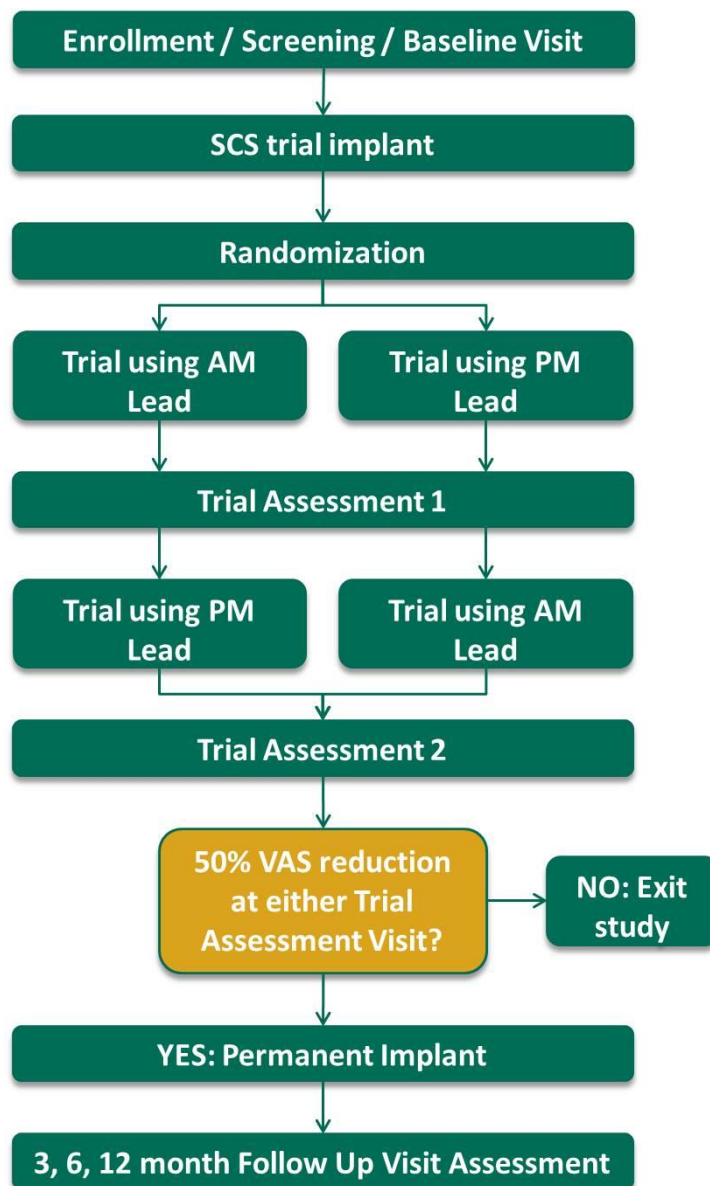 Enrollment / Screening / Baseline Visit
SCS trial implant
Randomization
Trial using AM
Lead
Trial using PM
Lead
Trial Assessment 1
Trial using PM
Lead
Trial using AM
Lead
Trial Assessment 2
50% VAS reduction
at either Trial
Assessment Visit?
NO: Exit
study
YES: Permanent Implant
3, 6, 12 month Follow Up Visit Assessment